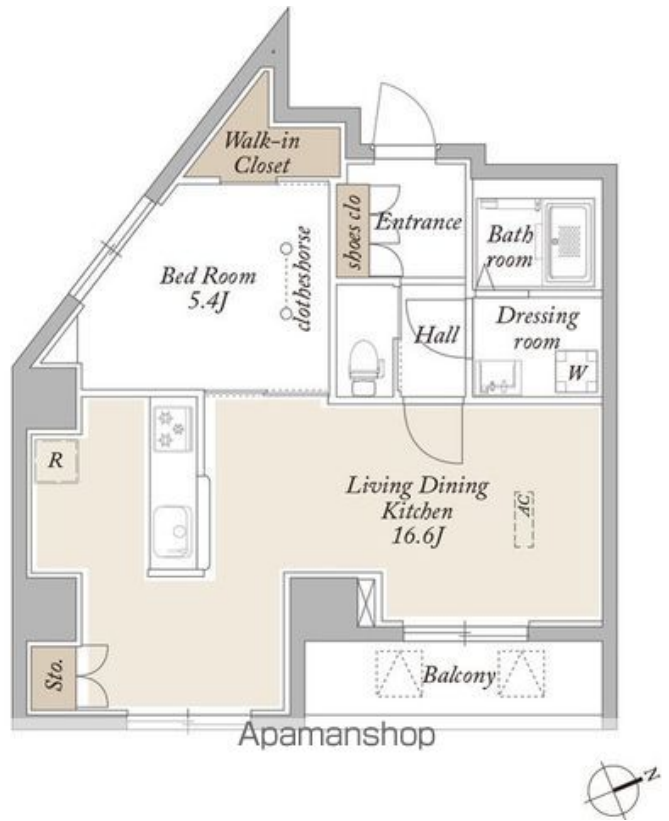 Walk-in
Closet
shoes clo
Entrance
Bath
room
Bed Room
5.4J
clotheshorse
Hall
Dressing
room
W
R
Living Dining
Kitchen
16.6J
AC
Sto.
Balcony
Apamanshop
N